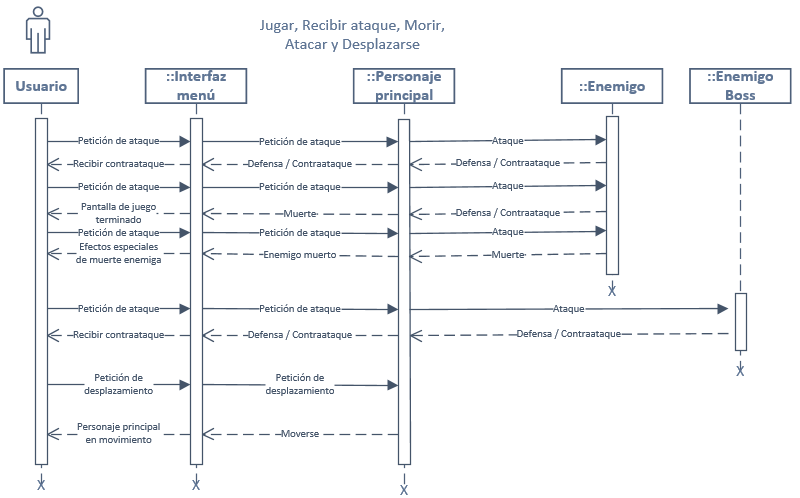 Jugar, Recibir ataque, Morir,
Atacar y Desplazarse
Usuario
::Interfaz
menú
::Personaje
principal
::Enemigo
::Enemigo
Boss
Petición de ataque
Petición de ataque
Ataque
Recibir contraataque
Defensa / Contraataque
Defensa / Contraataque
Petición de ataque
Petición de ataque
Ataque
Pantalla de juego
terminado
Muerte
Defensa / Contraataque
Petición de ataque
Petición de ataque
Ataque
Efectos especiales
de muerte enemiga
Enemigo muerto
Muerte
X
Petición de ataque
Petición de ataque
Ataque
Recibir contraataque
Defensa / Contraataque
Defensa / Contraataque
X
Petición de
desplazamiento
Petición de
desplazamiento
Personaje principal
en movimiento
Moverse
X
X
X